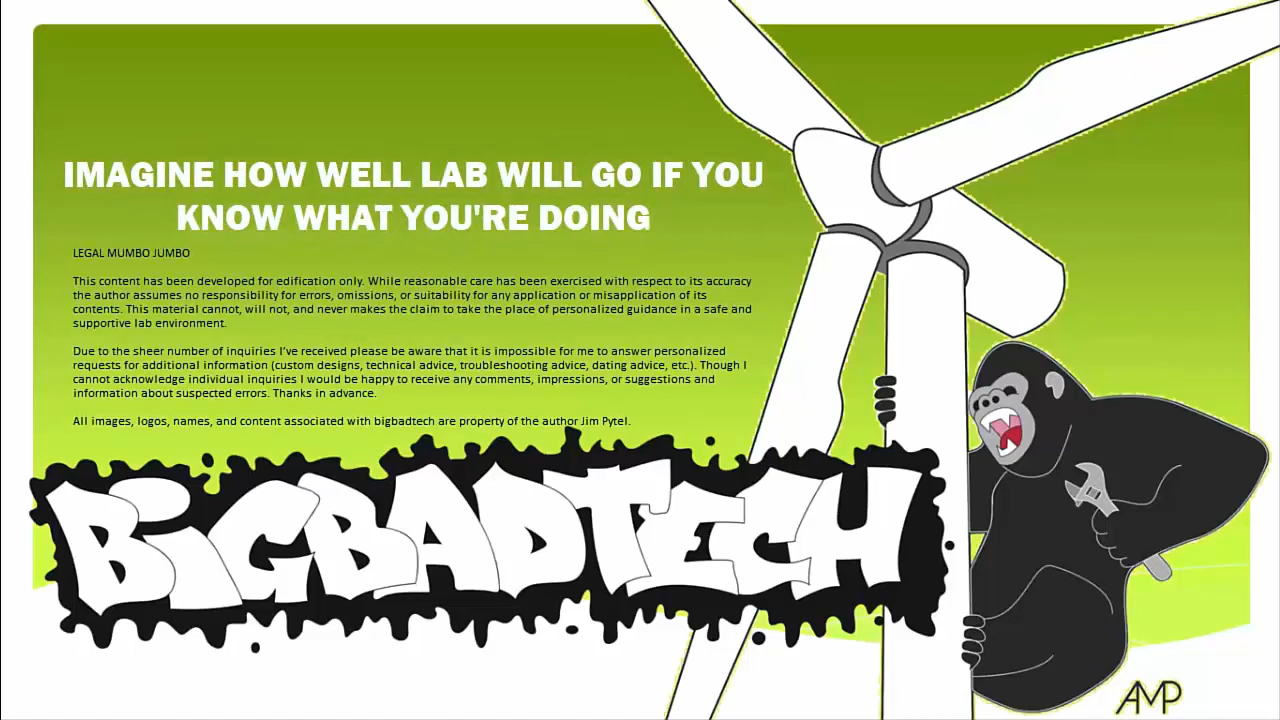 IMAGINE HOW WELL LAB WILL GO IF YOU
KNOW WHAT YOU'RE DOING
LEGAL MUMBO JUMBO
This content has been developed for edification only. While reasonable care has been exercised with respect to its accuracy
the author assumes no responsibility for errors, omissions, or suitability for any application or misapplication of its
contents. This material cannot, will not, and never makes the claim to take the place of personalized guidance in a safe and
supportive lab environment.
Due to the sheer number of inquiries I've received please be aware that it is impossible for me to answer personalized
requests for additional information (custom designs, technical advice, troubleshooting advice, dating advice, etc.). Though I
cannot acknowledge individual inquiries I would be happy to receive any comments, impressions, or suggestions and
information about suspected errors. Thanks in advance.
All images, logos, names, and content associated with bigbadtech are property of the author Jim Pytel.
BiGBADTECH
AMP